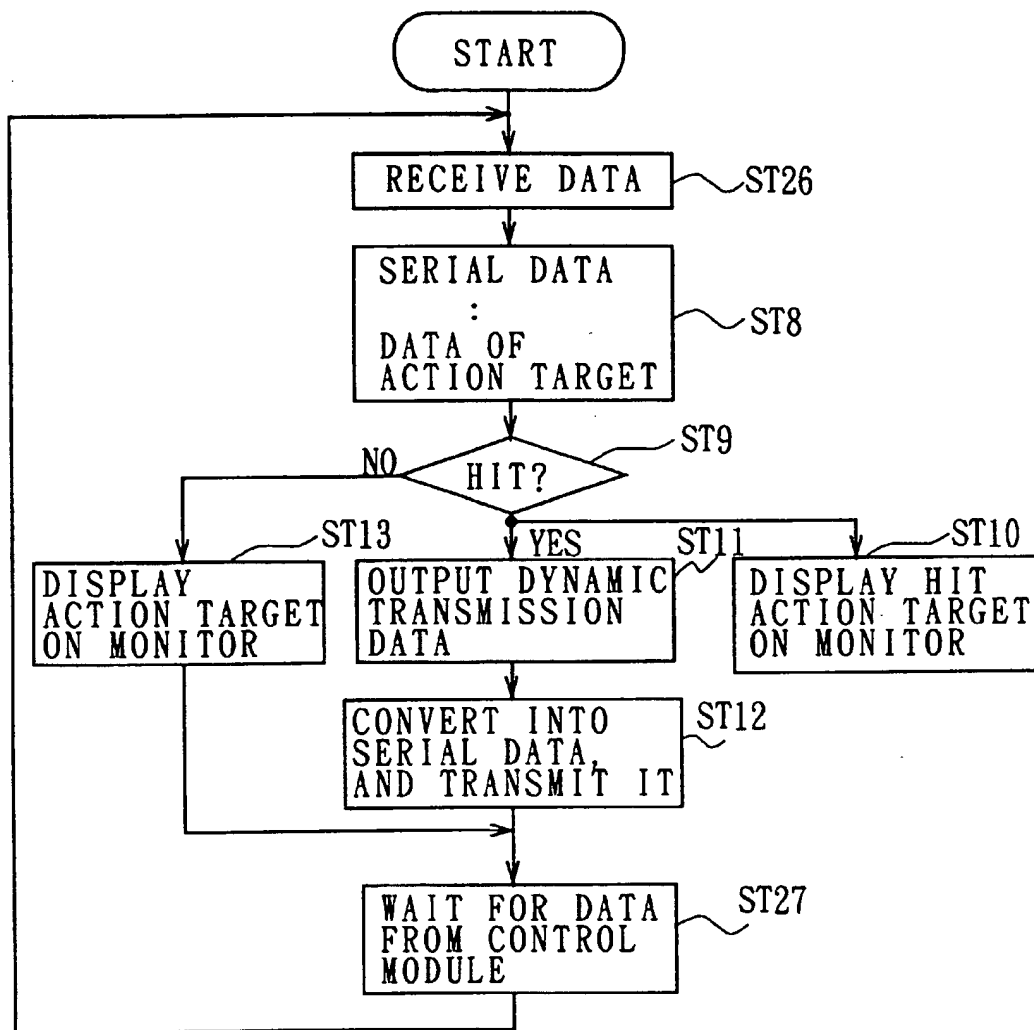 START
RECEIVE DATA
ST26
SERIAL DATA
:
DATA OF
ACTION TARGET
ST8
HIT?
ST9
NO
YES
ST13
DISPLAY
ACTION TARGET
ON MONITOR
ST11
OUTPUT DYNAMIC
TRANSMISSION
DATA
ST10
DISPLAY HIT
ACTION TARGET
ON MONITOR
CONVERT INTO
SERIAL DATA,
AND TRANSMIT IT
ST12
WAIT FOR DATA
FROM CONTROL
MODULE
ST27